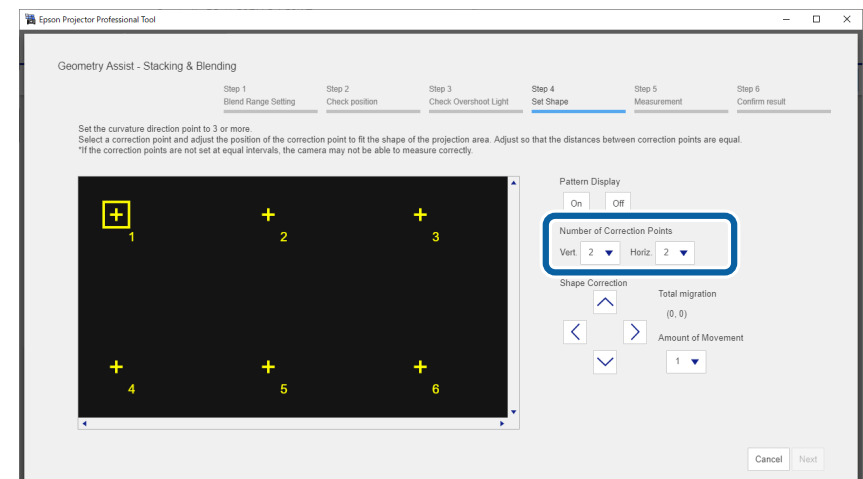 Epson Projector Professional Tool
Geometry Assist - Stacking & Blending
Step 1
Blend Range Setting
Step 2
Check position
Step 3
Check Overshoot Light
Step 4
Set Shape
Step 5
Measurement
Step 6
Confirm result
Set the curvature direction point to 3 or more.
Select a correction point and adjust the position of the correction point to fit the shape of the projection area. Adjust so that the distances between correction points are equal.
*If the correction points are not set at equal intervals, the camera may not be able to measure correctly.
1
2
3
4
5
6
Pattern Display
On Off
Number of Correction Points
Vert. 2 Horiz. 2
Shape Correction
Total migration
(0, 0)
Amount of Movement
1
Cancel Next